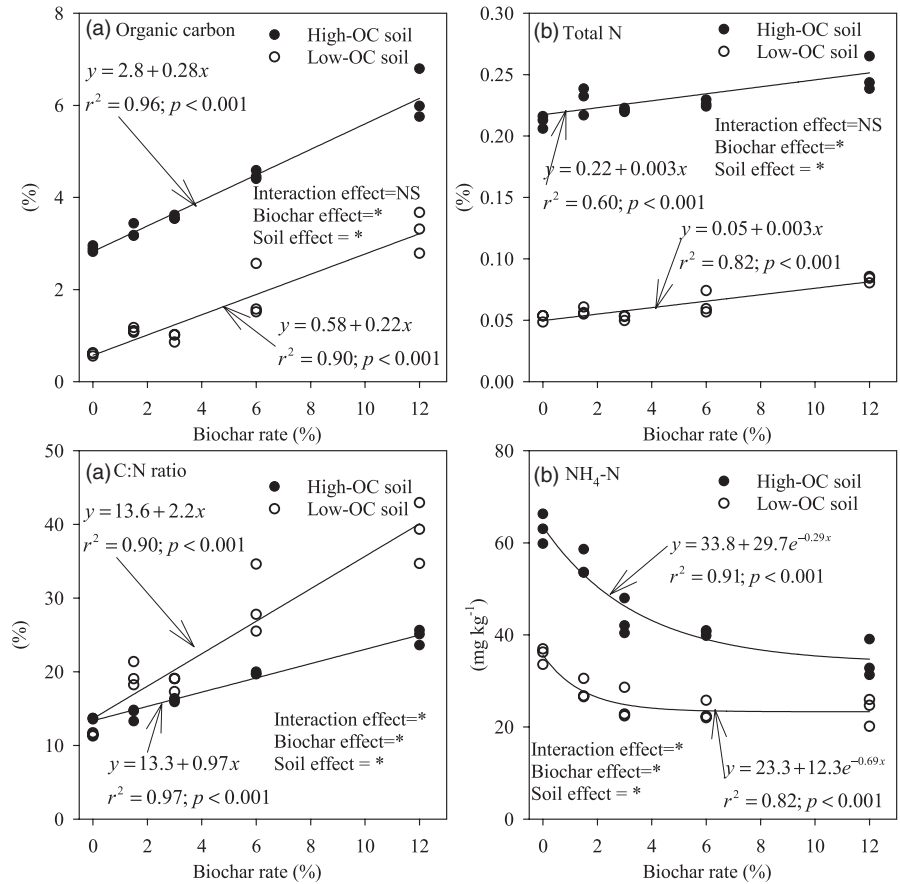 (a) Organic carbon
● High-OC soil
○ Low-OC soil
y = 2.8 + 0.28x
r² = 0.96; p < 0.001
Interaction effect=NS
Biochar effect=*
Soil effect = *
y = 0.58 + 0.22x
r² = 0.90; p < 0.001
8
6
4
2
0
(%)
0 2 4 6 8 10 12
Biochar rate (%)
(b) Total N
● High-OC soil
○ Low-OC soil
Interaction effect=NS
Biochar effect=*
Soil effect = *
y = 0.22 + 0.003x
r² = 0.60; p < 0.001
y = 0.05 + 0.003x
r² = 0.82; p < 0.001
0.30
0.25
0.20
0.15
0.10
0.05
0.00
(%)
0 2 4 6 8 10 12
Biochar rate (%)
(a) C:N ratio
● High-OC soil
○ Low-OC soil
y = 13.6 + 2.2x
r² = 0.90; p < 0.001
Interaction effect=*
Biochar effect=*
Soil effect = *
y = 13.3 + 0.97x
r² = 0.97; p < 0.001
50
40
30
20
10
0
(%)
0 2 4 6 8 10 12
Biochar rate (%)
(b) NH₄-N
● High-OC soil
○ Low-OC soil
y = 33.8 + 29.7e^{−0.29x}
r² = 0.91; p < 0.001
Interaction effect=*
Biochar effect=*
Soil effect = *
y = 23.3 + 12.3e^{−0.69x}
r² = 0.82; p < 0.001
80
60
40
20
0
(mg kg⁻¹)
0 2 4 6 8 10 12
Biochar rate (%)